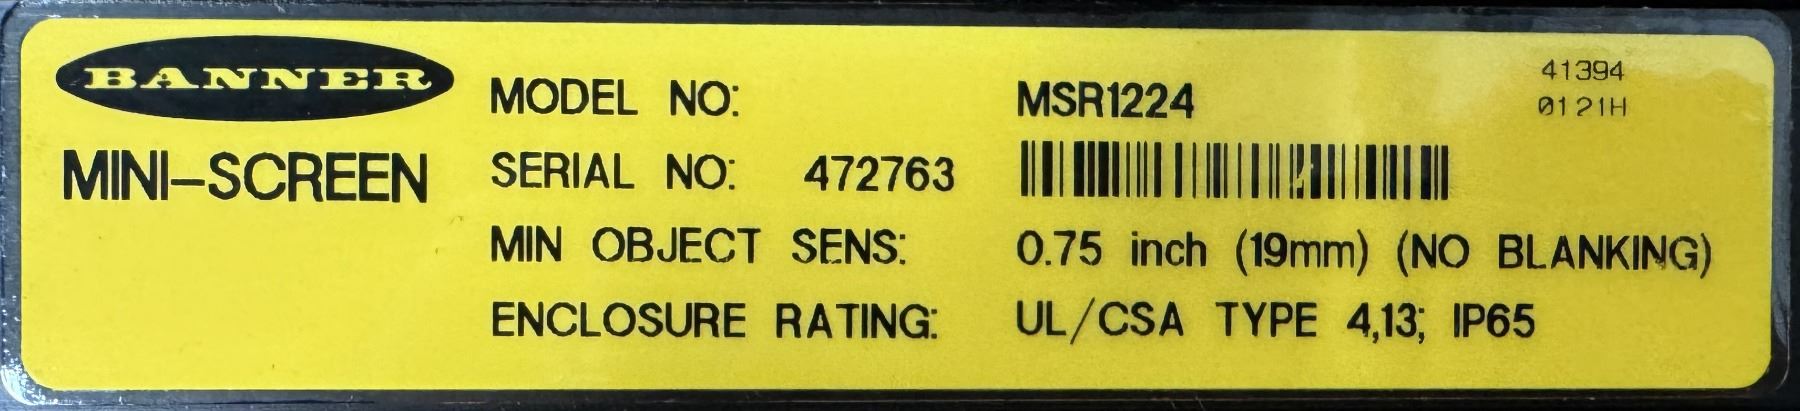 BANNER
MINI-SCREEN
MODEL NO: MSR1224
41394
0121H
SERIAL NO: 472763
MIN OBJECT SENS: 0.75 inch (19mm) (NO BLANKING)
ENCLOSURE RATING: UL/CSA TYPE 4,13; IP65